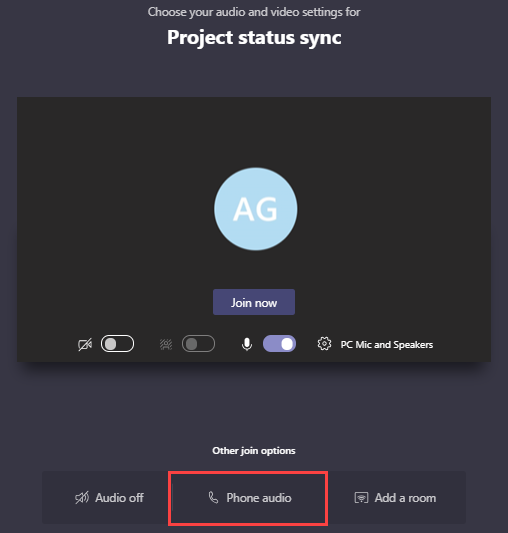 Choose your audio and video settings for
Project status sync
AG
Join now
PC Mic and Speakers
Other join options
Audio off
Phone audio
Add a room